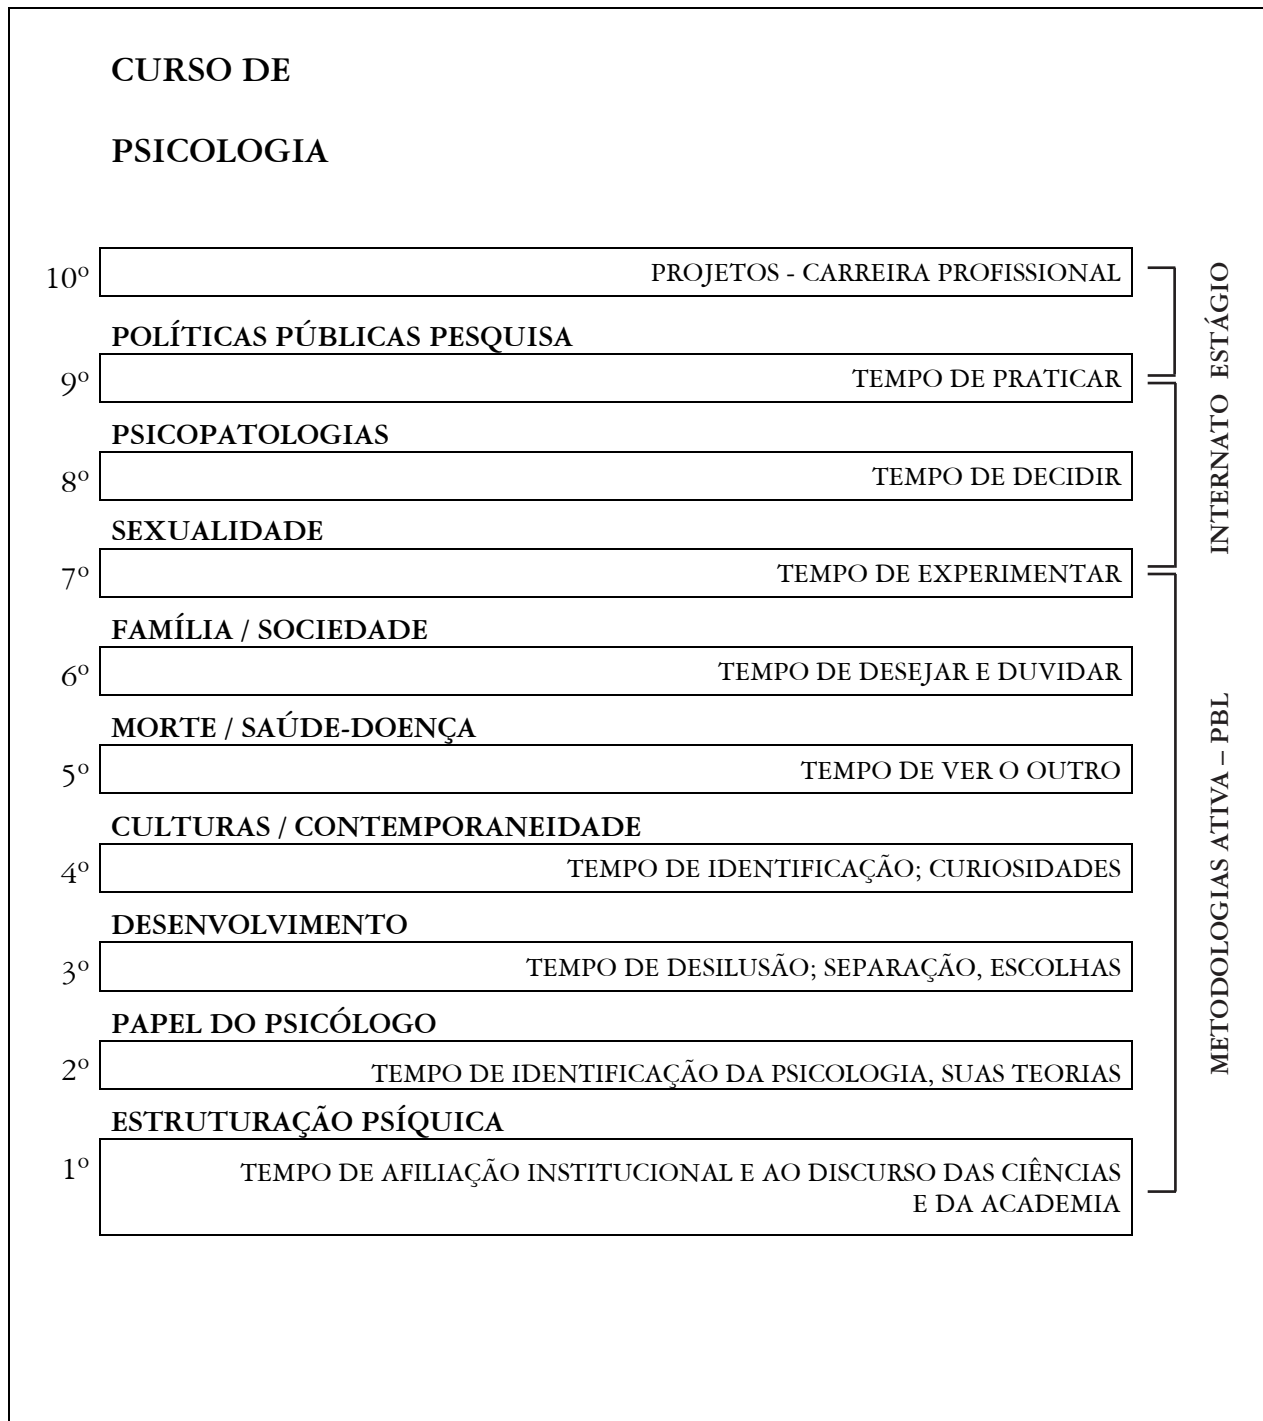 CURSO DE
PSICOLOGIA
10º
PROJETOS - CARREIRA PROFISSIONAL
POLÍTICAS PÚBLICAS PESQUISA
9º
TEMPO DE PRATICAR
PSICOPATOLOGIAS
8º
TEMPO DE DECIDIR
SEXUALIDADE
7º
TEMPO DE EXPERIMENTAR
FAMÍLIA / SOCIEDADE
6º
TEMPO DE DESEJAR E DUVIDAR
MORTE / SAÚDE-DOENÇA
5º
TEMPO DE VER O OUTRO
CULTURAS / CONTEMPORANEIDADE
4º
TEMPO DE IDENTIFICAÇÃO; CURIOSIDADES
DESENVOLVIMENTO
3º
TEMPO DE DESILUSÃO; SEPARAÇÃO, ESCOLHAS
PAPEL DO PSICÓLOGO
2º
TEMPO DE IDENTIFICAÇÃO DA PSICOLOGIA, SUAS TEORIAS
ESTRUTURAÇÃO PSÍQUICA
1º
TEMPO DE AFILIAÇÃO INSTITUCIONAL E AO DISCURSO DAS CIÊNCIAS
E DA ACADEMIA
ESTÁGIO
INTERNATO
METODOLOGIAS ATIVA – PBL